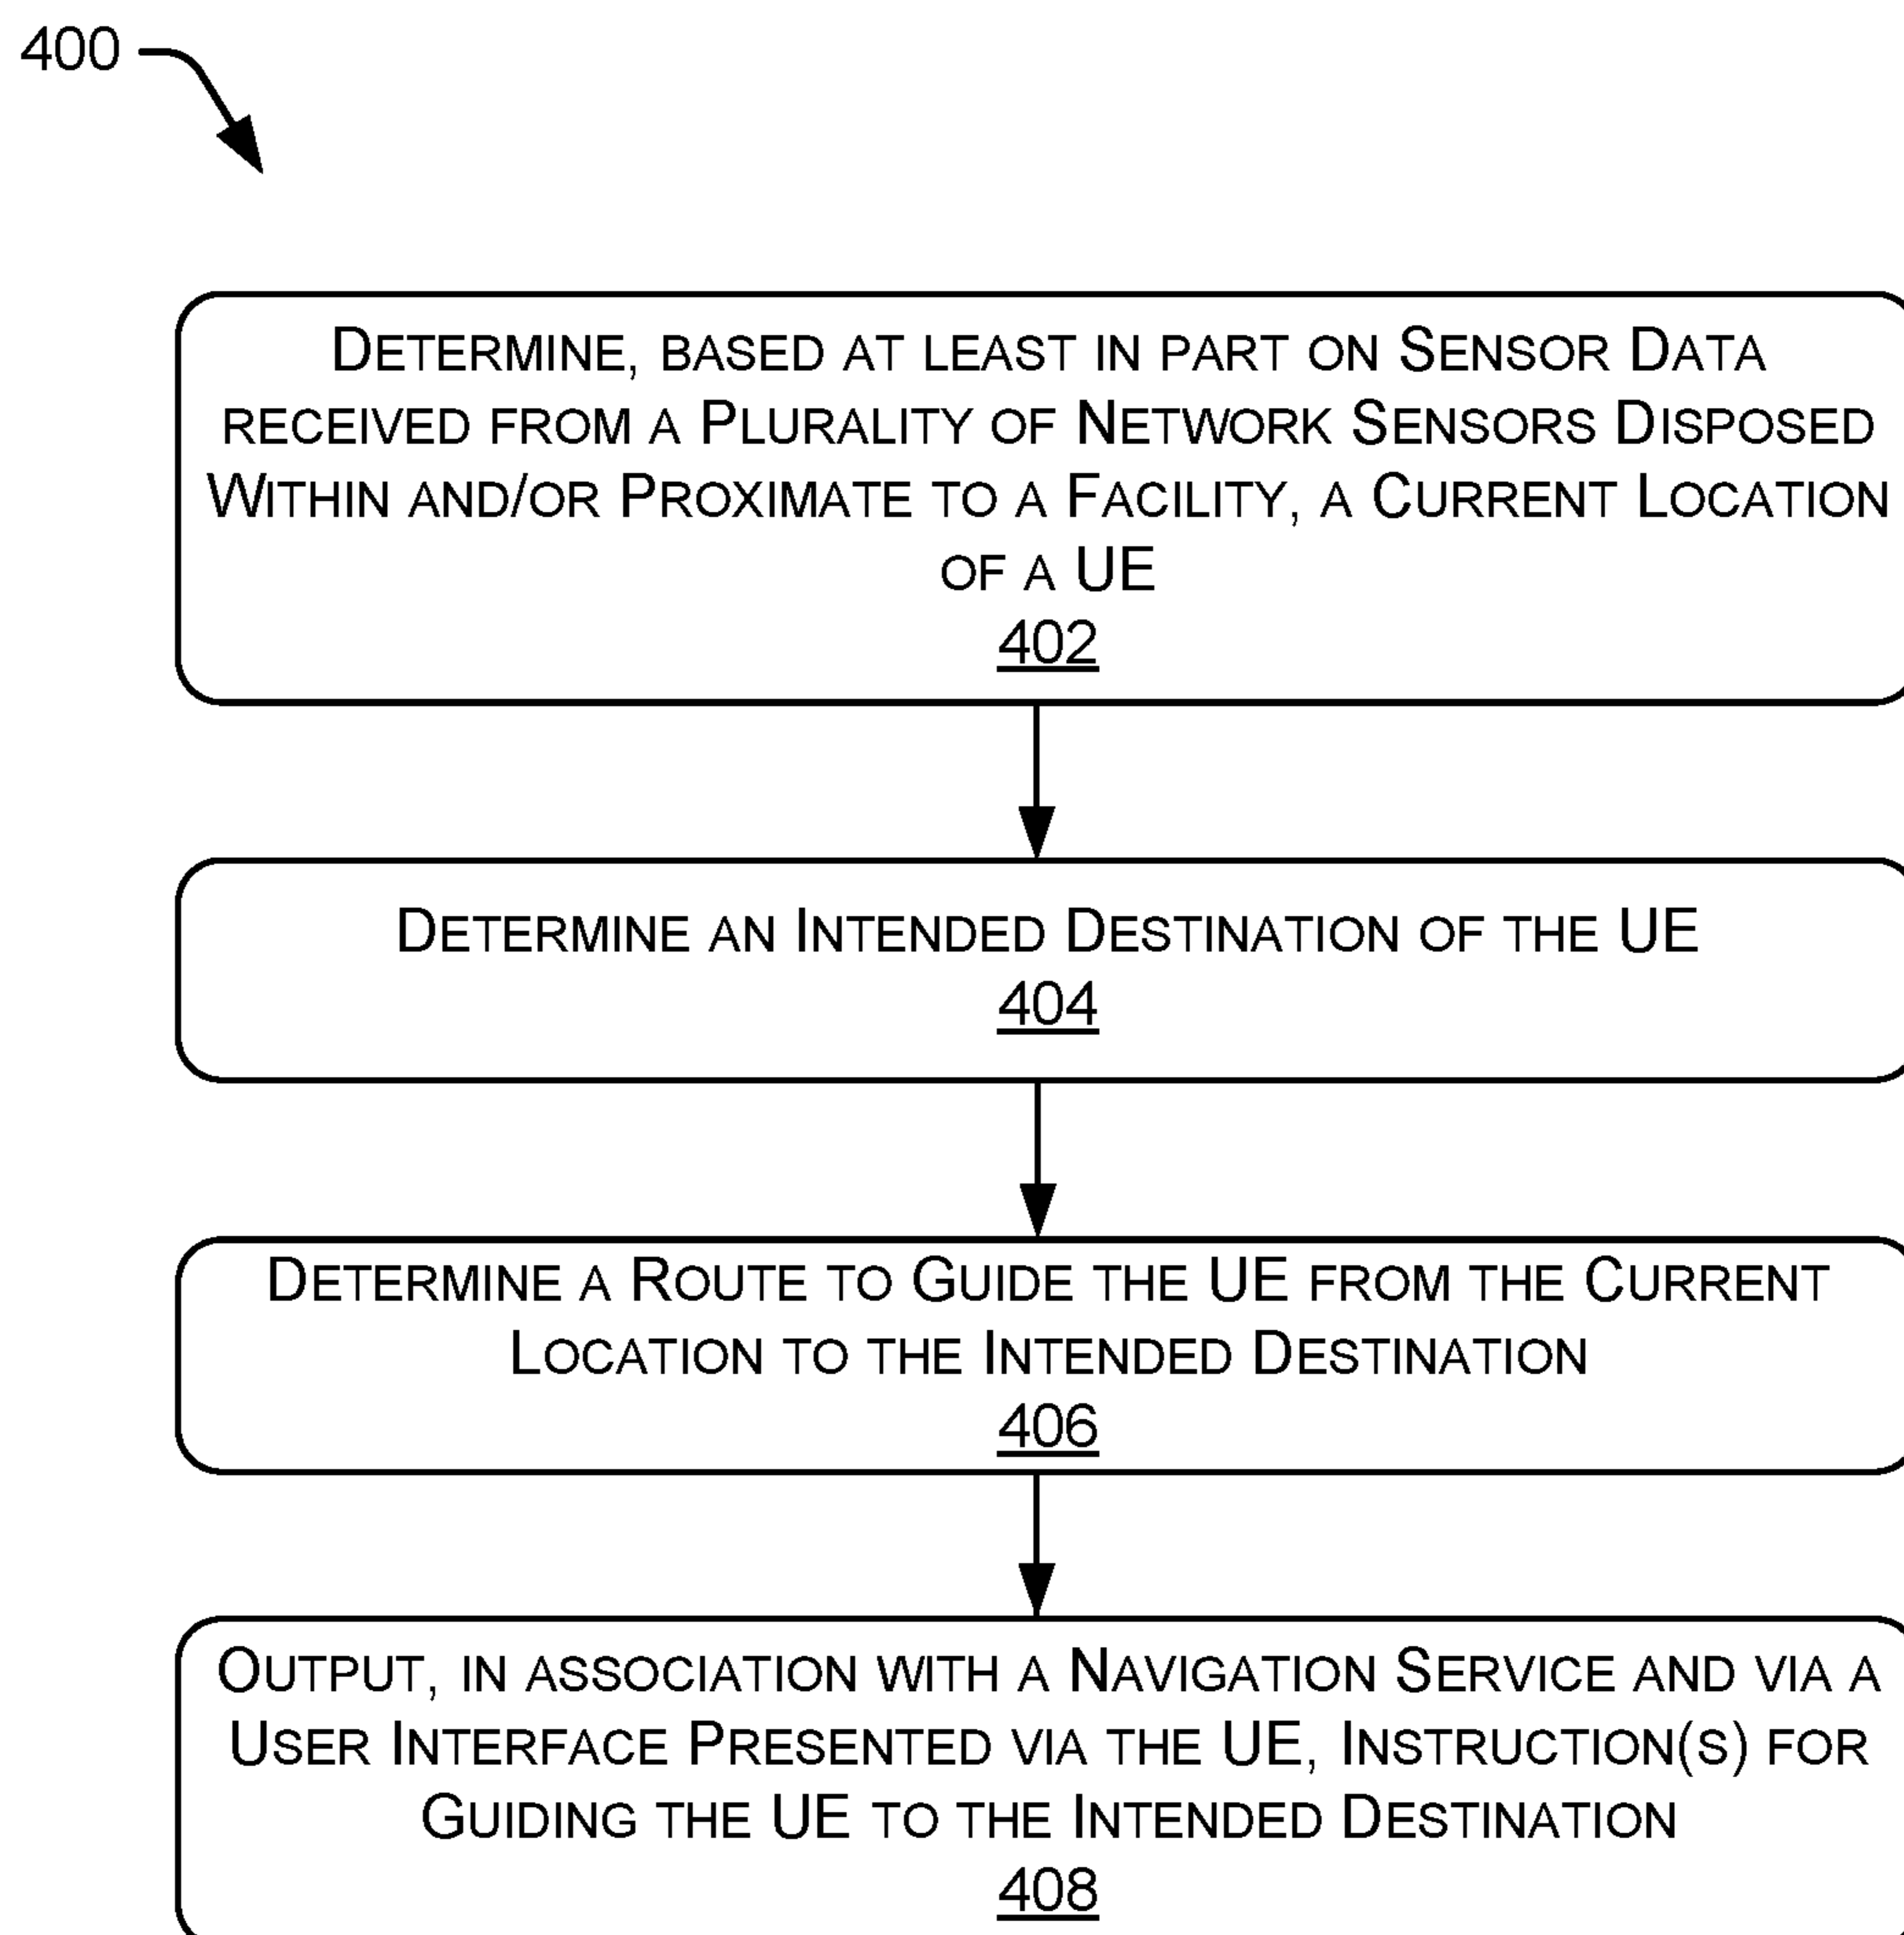 400
Determine, based at least in part on Sensor Data
received from a Plurality of Network Sensors Disposed
Within and/or Proximate to a Facility, a Current Location
of a UE
402
Determine an Intended Destination of the UE
404
Determine a Route to Guide the UE from the Current
Location to the Intended Destination
406
Output, in association with a Navigation Service and via a
User Interface Presented via the UE, Instruction(s) for
Guiding the UE to the Intended Destination
408